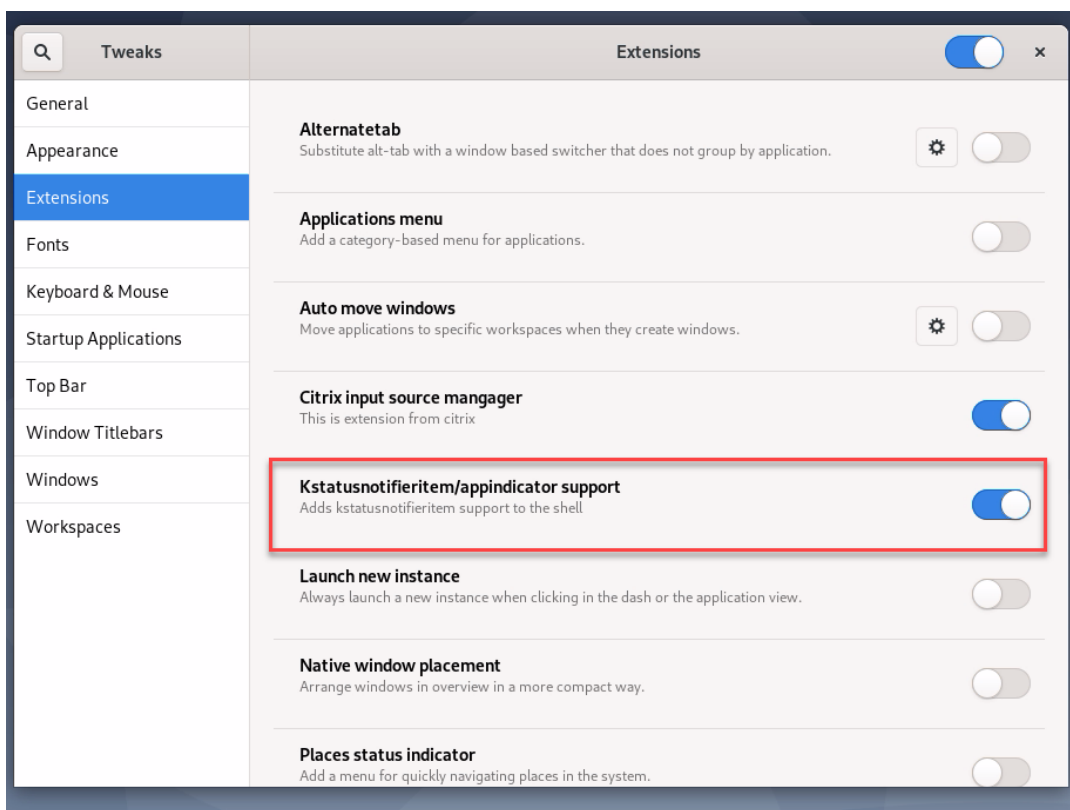 Tweaks
Extensions
General
Appearance
Extensions
Fonts
Keyboard & Mouse
Startup Applications
Top Bar
Window Titlebars
Windows
Workspaces
Alternatetab
Substitute alt-tab with a window based switcher that does not group by application.
Applications menu
Add a category-based menu for applications.
Auto move windows
Move applications to specific workspaces when they create windows.
Citrix input source mangager
This is extension from citrix
Kstatusnotifieritem/appindicator support
Adds kstatusnotifieritem support to the shell
Launch new instance
Always launch a new instance when clicking in the dash or the application view.
Native window placement
Arrange windows in overview in a more compact way.
Places status indicator
Add a menu for quickly navigating places in the system.